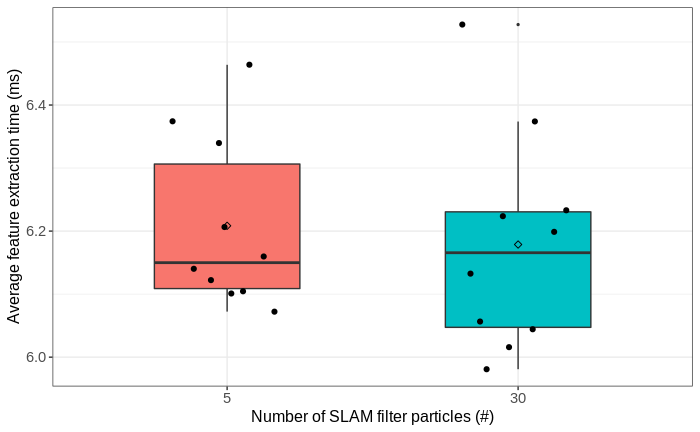 Average feature extraction time (ms)
6.4
6.2
6.0
5
30
Number of SLAM filter particles (#)